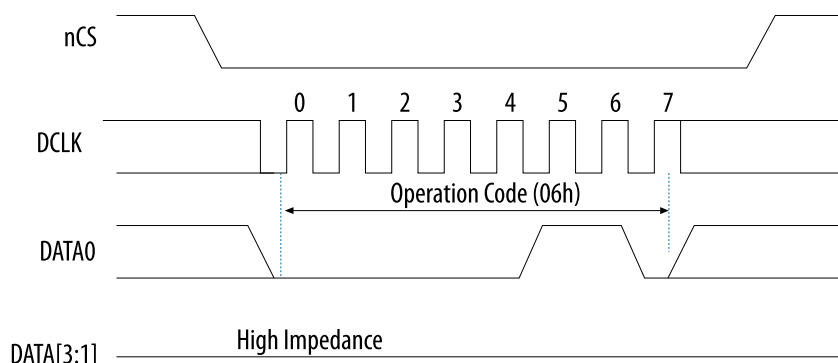 nCS
0 1 2 3 4 5 6 7
DCLK
Operation Code (06h)
DATA0
High Impedance
DATA[3:1]